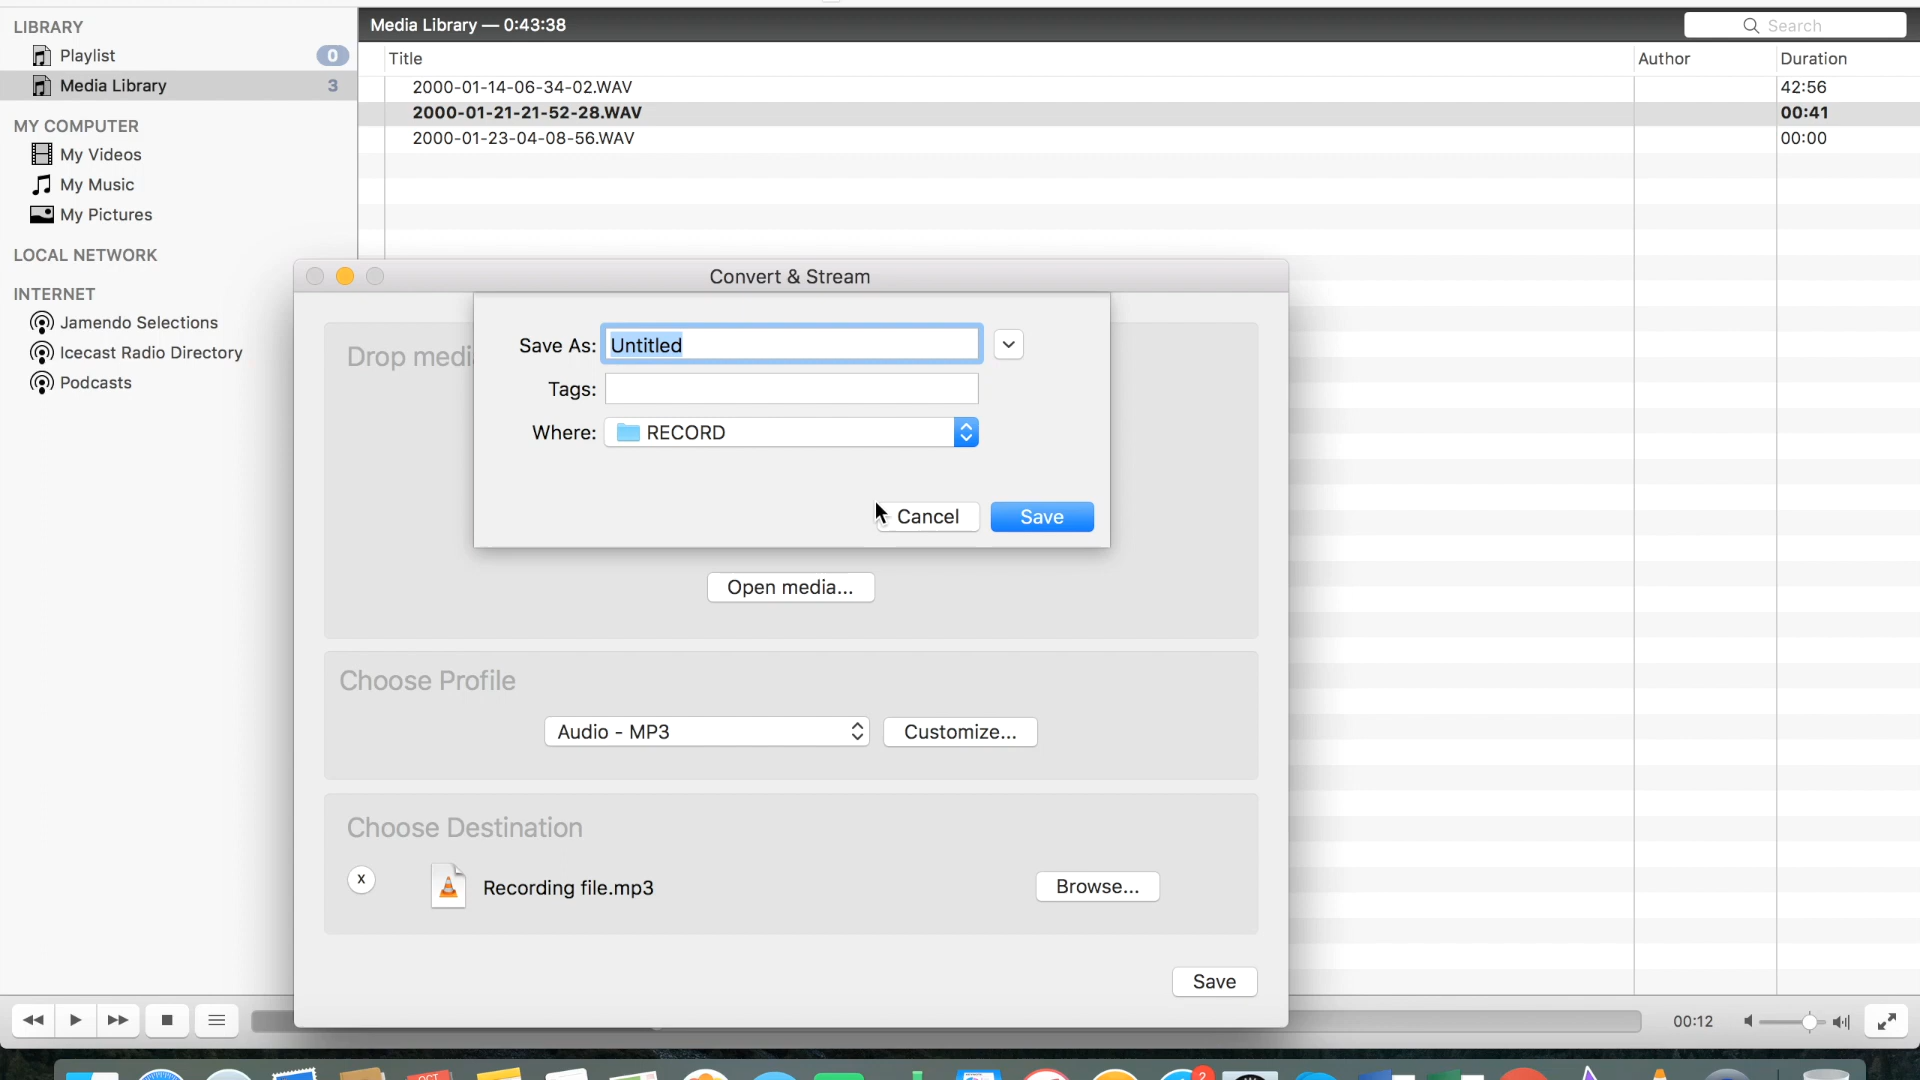 LIBRARY
Playlist 0
Media Library 3
MY COMPUTER
My Videos
My Music
My Pictures
LOCAL NETWORK
INTERNET
Jamendo Selections
Icecast Radio Directory
Podcasts
Media Library — 0:43:38
Search
Title Author Duration
2000-01-14-06-34-02.WAV 42:56
2000-01-21-21-52-28.WAV 00:41
2000-01-23-04-08-56.WAV 00:00
Convert & Stream
Drop medi
Save As: Untitled
Tags:
Where: RECORD
Cancel Save
Open media...
Choose Profile
Audio - MP3 Customize...
Choose Destination
x Recording file.mp3 Browse...
Save
00:12
OCT 2